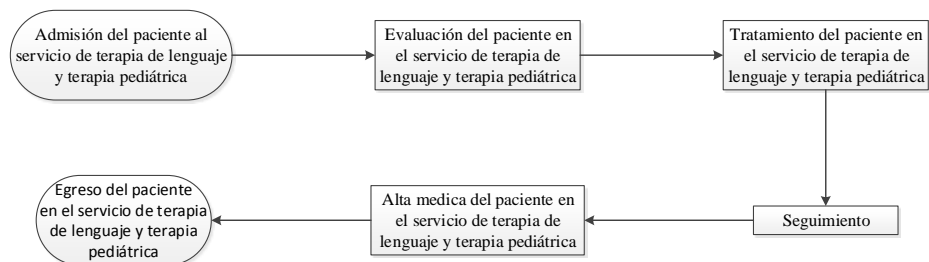 Admisión del paciente al
servicio de terapia de lenguaje
y terapia pediátrica
Evaluación del paciente en
el servicio de terapia de
lenguaje y terapia pediátrica
Tratamiento del paciente en
el servicio de terapia de
lenguaje y terapia pediátrica
Seguimiento
Alta medica del paciente en
el servicio de terapia de
lenguaje y terapia pediátrica
Egreso del paciente
en el servicio de terapia
de lenguaje y terapia
pediátrica